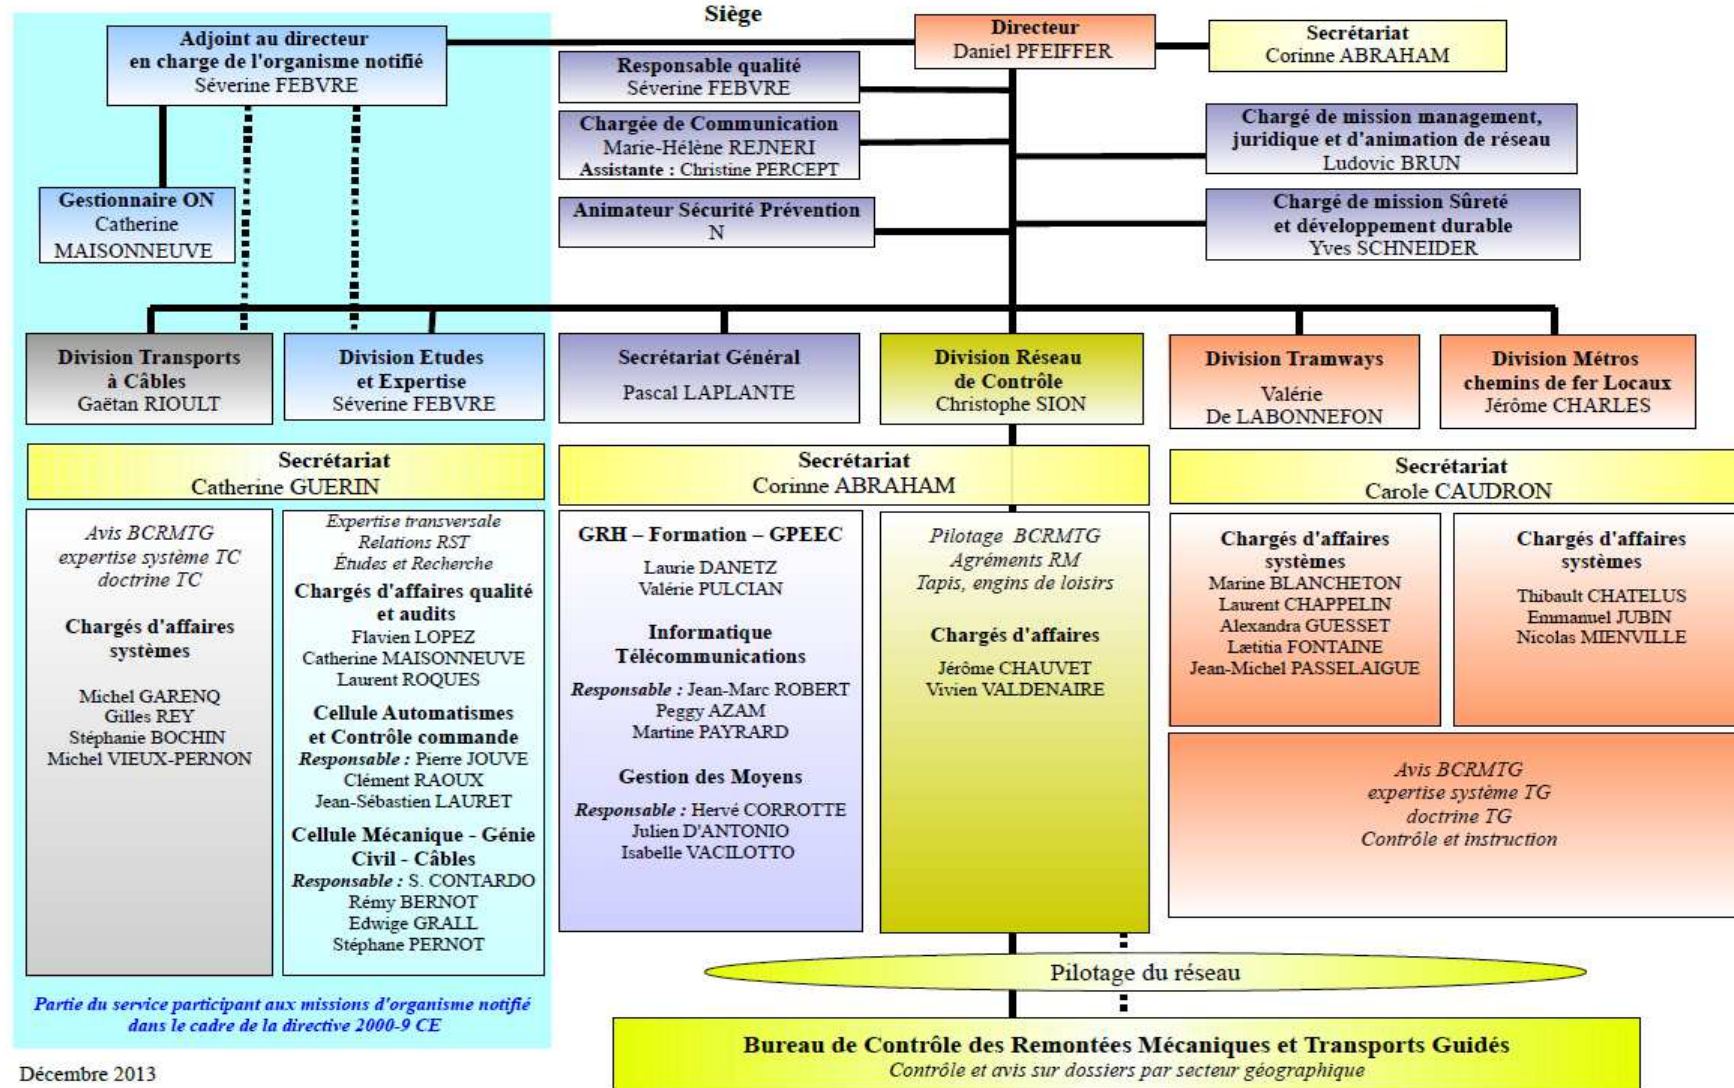 Siège
Adjoint au directeur
en charge de l'organisme notifié
Séverine FEBVRE
Directeur
Daniel PFEIFFER
Secrétariat
Corinne ABRAHAM
Responsable qualité
Séverine FEBVRE
Chargée de Communication
Marie-Hélène REJNERI
Assistante : Christine PERCEPT
Chargé de mission management,
juridique et d'animation de réseau
Ludovic BRUN
Gestionnaire ON
Catherine
MAISONNEUVE
Animateur Sécurité Prévention
N
Chargé de mission Sûreté
et développement durable
Yves SCHNEIDER
Division Transports
à Câbles
Gaëtan RIOULT
Division Etudes
et Expertise
Séverine FEBVRE
Secrétariat Général
Pascal LAPLANTE
Division Réseau
de Contrôle
Christophe SION
Division Tramways
Valérie
De LABONNEFON
Division Métros
chemins de fer Locaux
Jérôme CHARLES
Secrétariat
Catherine GUERIN
Secrétariat
Corinne ABRAHAM
Secrétariat
Carole CAUDRON
Avis BCRMTG
expertise système TC
doctrine TC
Chargés d'affaires
systèmes
Michel GARENQ
Gilles REY
Stéphanie BOCHIN
Michel VIEUX-PERNON
Expertise transversale
Relations RST
Études et Recherche
Chargés d'affaires qualité
et audits
Flavien LOPEZ
Catherine MAISONNEUVE
Laurent ROQUES
Cellule Automatismes
et Contrôle commande
Responsable : Pierre JOUVE
Clément RAOUX
Jean-Sébastien LAURET
Cellule Mécanique - Génie
Civil - Câbles
Responsable : S. CONTARDO
Rémy BERNOT
Edwige GRALL
Stéphane PERNOT
GRH – Formation – GPEEC
Laurie DANETZ
Valérie PULCIAN
Informatique
Télécommunications
Responsable : Jean-Marc ROBERT
Peggy AZAM
Martine PAYRARD
Gestion des Moyens
Responsable : Hervé CORROTTE
Julien D'ANTONIO
Isabelle VACILOTTO
Pilotage BCRMTG
Agréments RM
Tapis, engins de loisirs
Chargés d'affaires
Jérôme CHAUVET
Vivien VALDENAIRE
Chargés d'affaires
systèmes
Marine BLANCHETON
Laurent CHAPPELIN
Alexandra GUESSET
Lætitia FONTAINE
Jean-Michel PASSELAIGUE
Chargés d'affaires
systèmes
Thibault CHATELUS
Emmanuel JUBIN
Nicolas MIENVILLE
Avis BCRMTG
expertise système TG
doctrine TG
Contrôle et instruction
Pilotage du réseau
Partie du service participant aux missions d'organisme notifié
dans le cadre de la directive 2000-9 CE
Bureau de Contrôle des Remontées Mécaniques et Transports Guidés
Contrôle et avis sur dossiers par secteur géographique
Décembre 2013